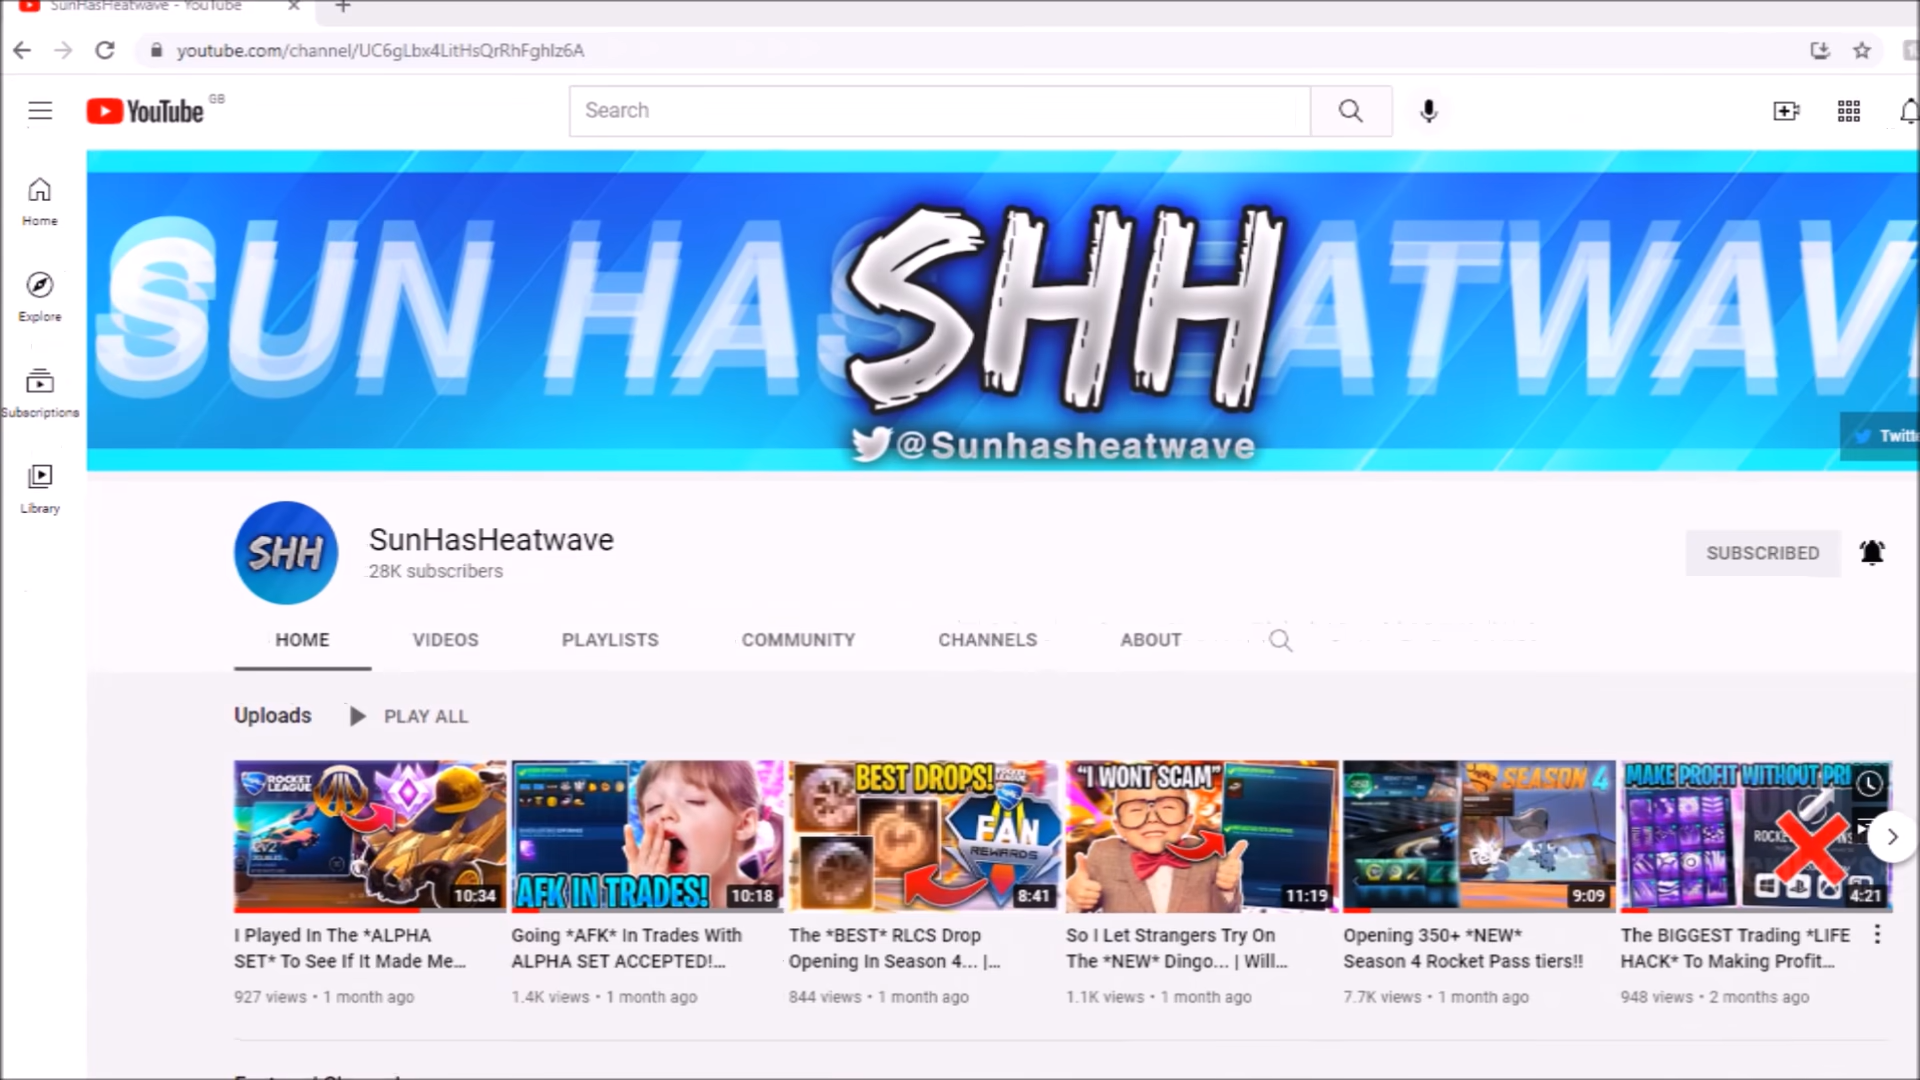 SunHasHeatwave - YouTube
youtube.com/channel/UC6gLbx4LitHsQrRhFghIz6A
YouTube GB
Search
Home
Explore
Subscriptions
Library
SUN HAS EATWAV
SHH
@Sunhasheatwave
SHH
SunHasHeatwave
28K subscribers
SUBSCRIBED
HOME VIDEOS PLAYLISTS COMMUNITY CHANNELS ABOUT
Uploads PLAY ALL
ROCKET LEAGUE
10:34
AFK IN TRADES!
10:18
BEST DROPS!
FAN REWARDS
8:41
"I WONT SCAM"
11:19
SEASON 4
9:09
MAKE PROFIT WITHOUT
4:21
I Played In The *ALPHA
SET* To See If It Made Me...
927 views • 1 month ago
Going *AFK* In Trades With
ALPHA SET ACCEPTED!...
1.4K views • 1 month ago
The *BEST* RLCS Drop
Opening In Season 4... |...
844 views • 1 month ago
So I Let Strangers Try On
The *NEW* Dingo... | Will...
1.1K views • 1 month ago
Opening 350+ *NEW*
Season 4 Rocket Pass tiers!!
7.7K views • 1 month ago
The BIGGEST Trading *LIFE
HACK* To Making Profit...
948 views • 2 months ago